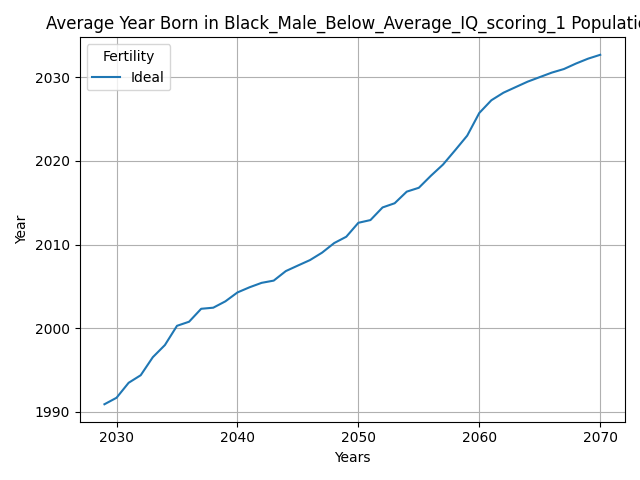 Average Year Born in Black_Male_Below_Average_IQ_scoring_1 Populatio
Fertility
Ideal
2030
2020
2010
2000
1990
Year
2030 2040 2050 2060 2070
Years